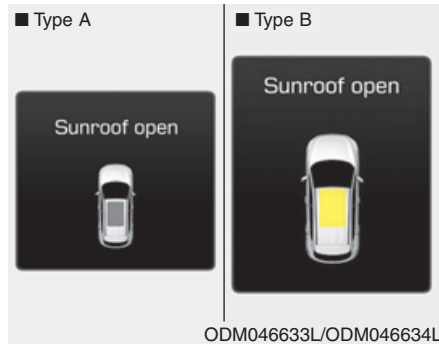 ■ Type A
■ Type B
Sunroof open
Sunroof open
ODM046633L/ODM046634L